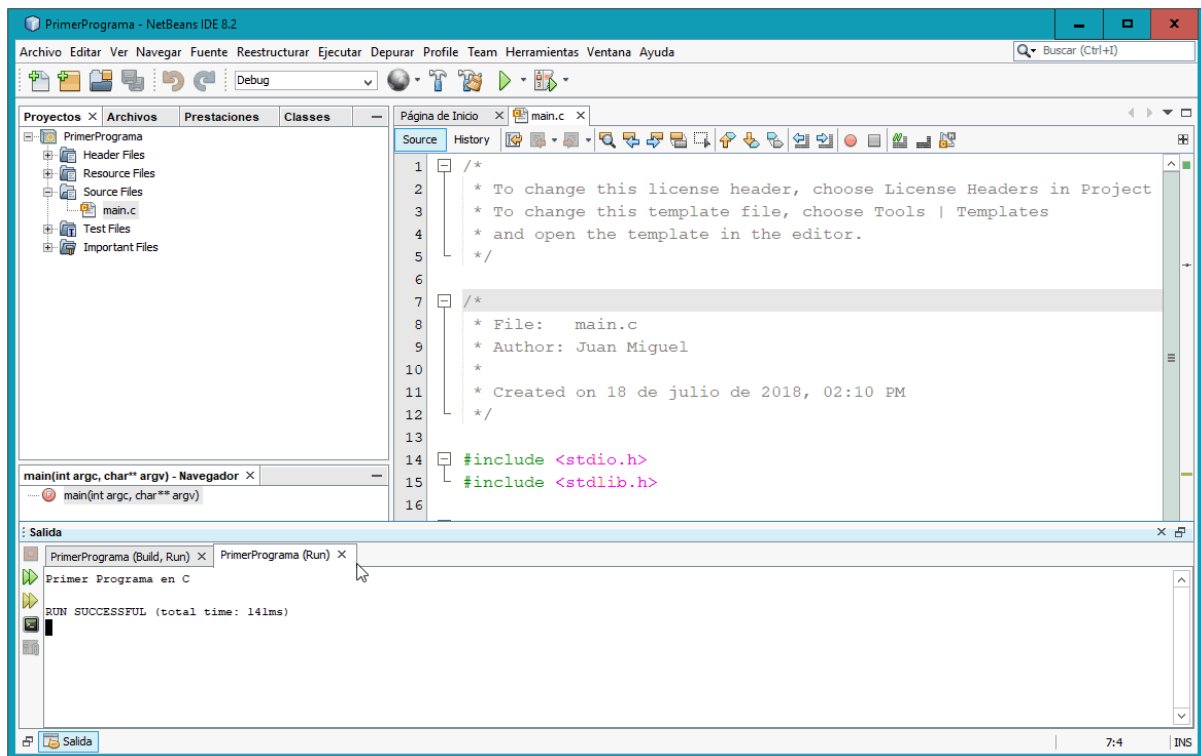 PrimerPrograma - NetBeans IDE 8.2
Archivo Editar Ver Navegar Fuente Reestructurar Ejecutar Depurar Profile Team Herramientas Ventana Ayuda
Buscar (Ctrl+I)
Debug
Proyectos Archivos Prestaciones Classes
PrimerPrograma
Header Files
Resource Files
Source Files
main.c
Test Files
Important Files
main(int argc, char** argv) - Navegador
main(int argc, char** argv)
Página de Inicio main.c
Source History
1 /*
2 * To change this license header, choose License Headers in Project
3 * To change this template file, choose Tools | Templates
4 * and open the template in the editor.
5 */
6
7 /*
8 * File:   main.c
9 * Author: Juan Miguel
10 *
11 * Created on 18 de julio de 2018, 02:10 PM
12 */
13
14 #include <stdio.h>
15 #include <stdlib.h>
16
Salida
PrimerPrograma (Build, Run) PrimerPrograma (Run)
Primer Programa en C
RUN SUCCESSFUL (total time: 141ms)
Salida
7:4 INS